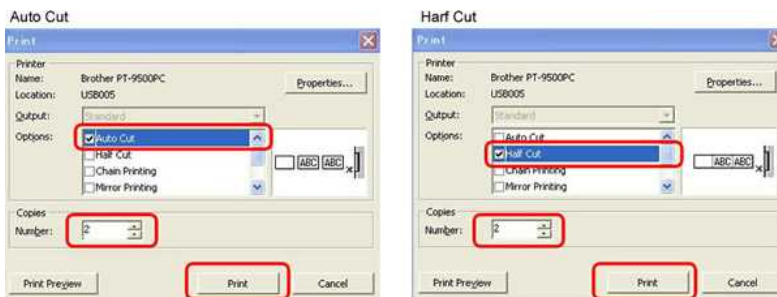 Auto Cut
Print
Printer
Name: Brother PT-9500PC
Properties...
Location: USB005
Output: Standard
Options: Auto Cut
Half Cut
Chain Printing
Mirror Printing
ABC ABC
Copies
Number: 2
Print Preview Print Cancel
Harf Cut
Print
Printer
Name: Brother PT-9500PC
Properties...
Location: USB005
Output: Standard
Options: Auto Cut
Half Cut
Chain Printing
Mirror Printing
ABC ABC
Copies
Number: 2
Print Preview Print Cancel